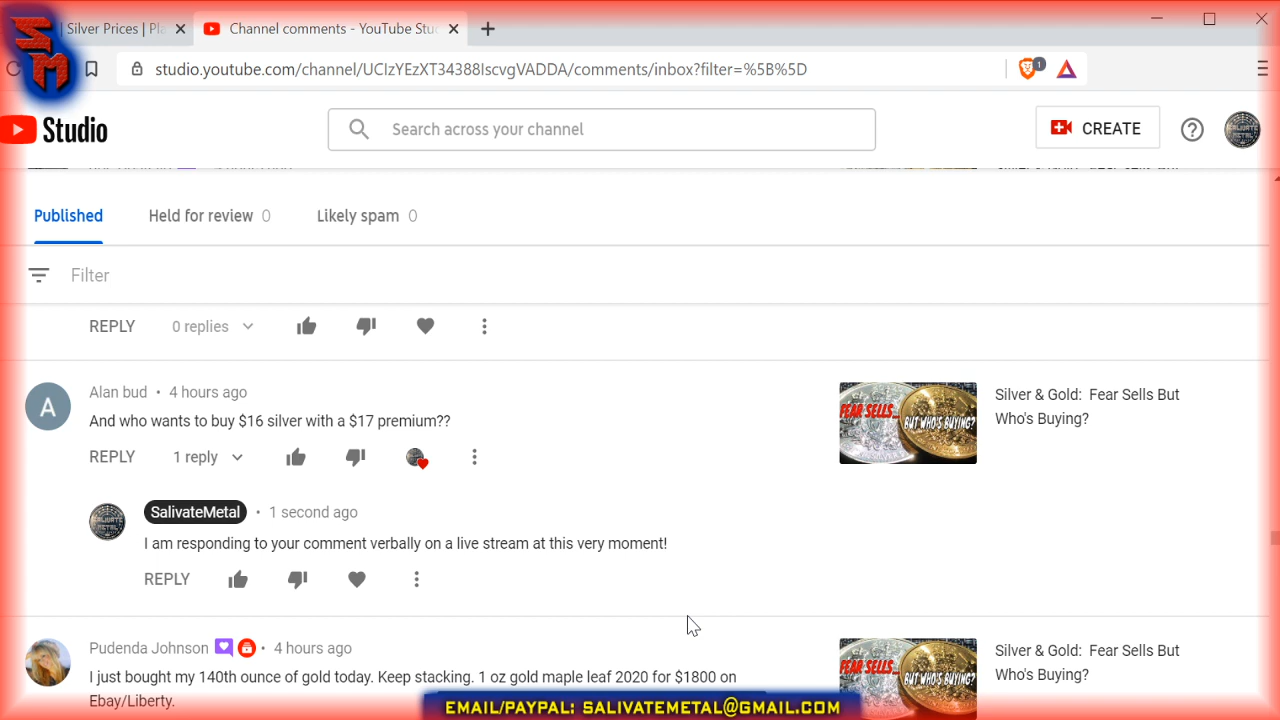 SM
| Silver Prices | Pla
Channel comments - YouTube Stu
studio.youtube.com/channel/UClzYEzXT34388IscvgVADDA/comments/inbox?filter=%5B%5D
1
Studio
Search across your channel
CREATE
Published
Held for review 0
Likely spam 0
Filter
REPLY 0 replies
Alan bud • 4 hours ago
And who wants to buy $16 silver with a $17 premium??
REPLY 1 reply
FEAR SELLS...
BUT WHO'S BUYING?
Silver & Gold: Fear Sells But
Who's Buying?
SALIVATE
METAL
SalivateMetal • 1 second ago
I am responding to your comment verbally on a live stream at this very moment!
REPLY
Pudenda Johnson • 4 hours ago
I just bought my 140th ounce of gold today. Keep stacking. 1 oz gold maple leaf 2020 for $1800 on
Ebay/Liberty.
FEAR SELLS...
BUT WHO'S BUYING?
Silver & Gold: Fear Sells But
Who's Buying?
EMAIL/PAYPAL: SALIVATEMETAL@GMAIL.COM